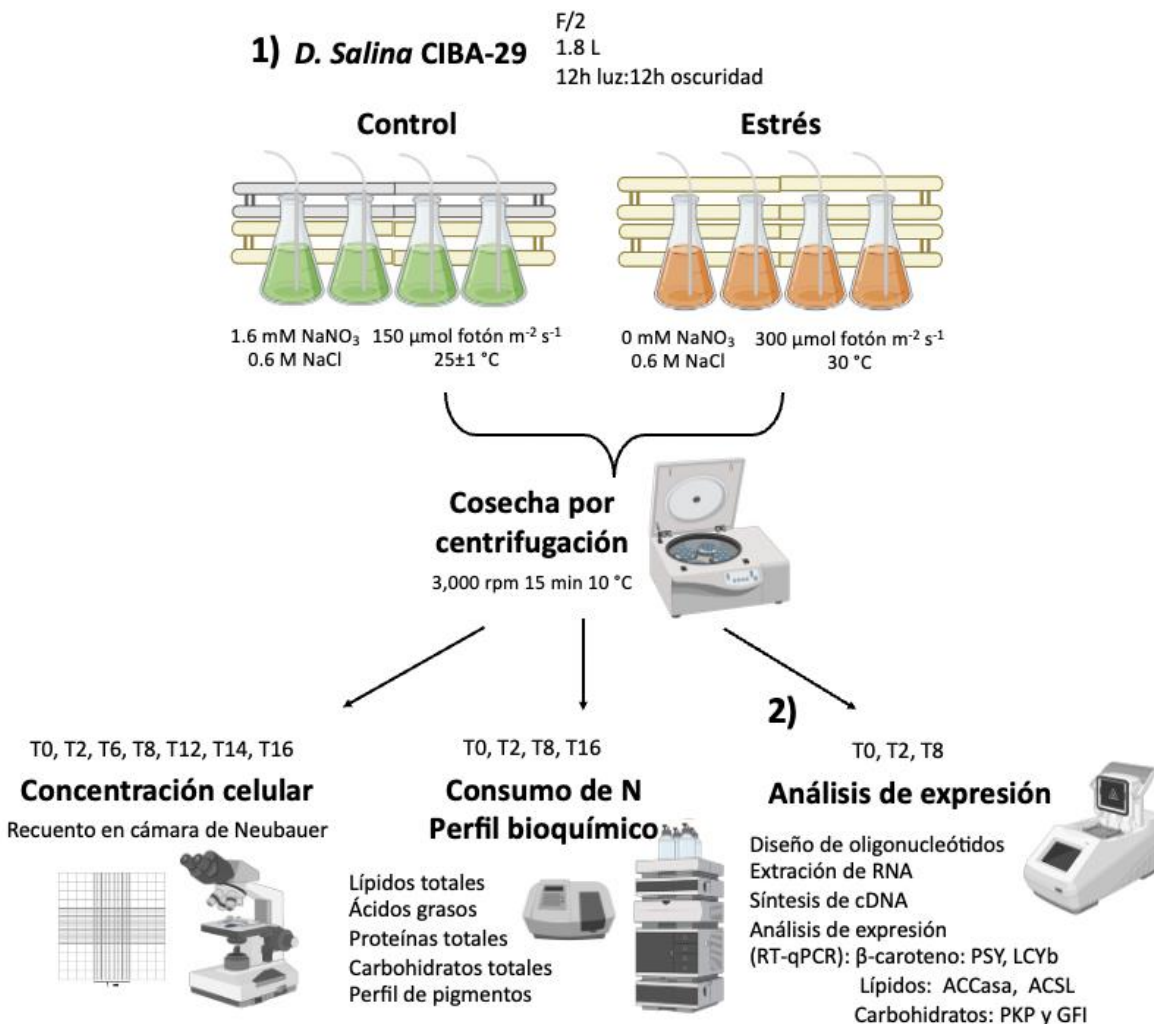 1) D. Salina CIBA-29
F/2
1.8 L
12h luz:12h oscuridad
Control
Estrés
1.6 mM NaNO₃ 150 µmol fotón m⁻² s⁻¹
0.6 M NaCl 25±1 °C
0 mM NaNO₃ 300 µmol fotón m⁻² s⁻¹
0.6 M NaCl 30 °C
Cosecha por
centrifugación
3,000 rpm 15 min 10 °C
T0, T2, T6, T8, T12, T14, T16
Concentración celular
Recuento en cámara de Neubauer
T0, T2, T8, T16
Consumo de N
Perfil bioquímico
Lípidos totales
Ácidos grasos
Proteínas totales
Carbohidratos totales
Perfil de pigmentos
2)
T0, T2, T8
Análisis de expresión
Diseño de oligonucleótidos
Extración de RNA
Síntesis de cDNA
Análisis de expresión
(RT-qPCR): β-caroteno: PSY, LCYb
Lípidos: ACCasa, ACSL
Carbohidratos: PKP y GFI